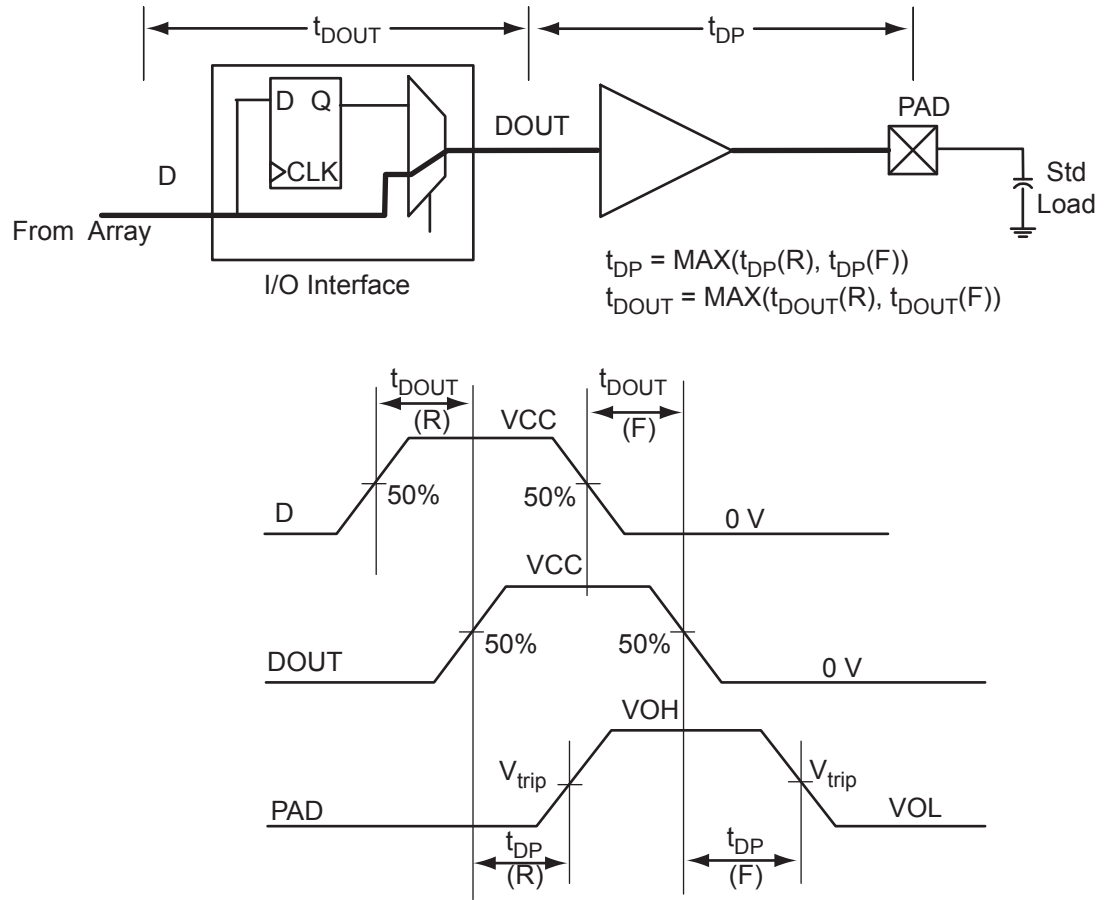 tDOUT
tDP
D Q
CLK
DOUT
PAD
D
From Array
Std
Load
I/O Interface
tDP = MAX(tDP(R), tDP(F))
tDOUT = MAX(tDOUT(R), tDOUT(F))
tDOUT
(R)
tDOUT
(F)
VCC
50%
50%
D
0 V
VCC
50%
50%
DOUT
0 V
VOH
Vtrip
Vtrip
PAD
VOL
tDP
(R)
tDP
(F)